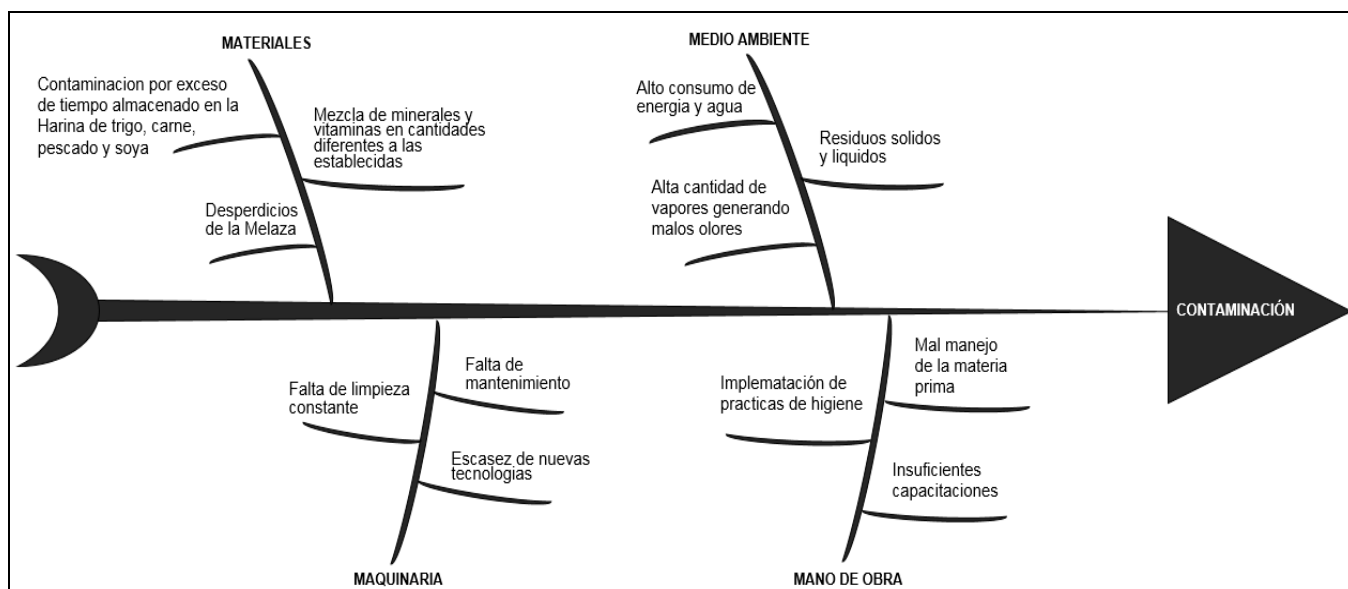 MATERIALES
Contaminacion por exceso
de tiempo almacenado en la
Harina de trigo, carne,
pescado y soya
Mezcla de minerales y
vitaminas en cantidades
diferentes a las
establecidas
Desperdicios
de la Melaza
MEDIO AMBIENTE
Alto consumo de
energia y agua
Residuos solidos
y liquidos
Alta cantidad de
vapores generando
malos olores
CONTAMINACIÓN
Falta de
mantenimiento
Falta de limpieza
constante
Escasez de nuevas
tecnologias
MAQUINARIA
Mal manejo
de la materia
prima
Implematación de
practicas de higiene
Insuficientes
capacitaciones
MANO DE OBRA